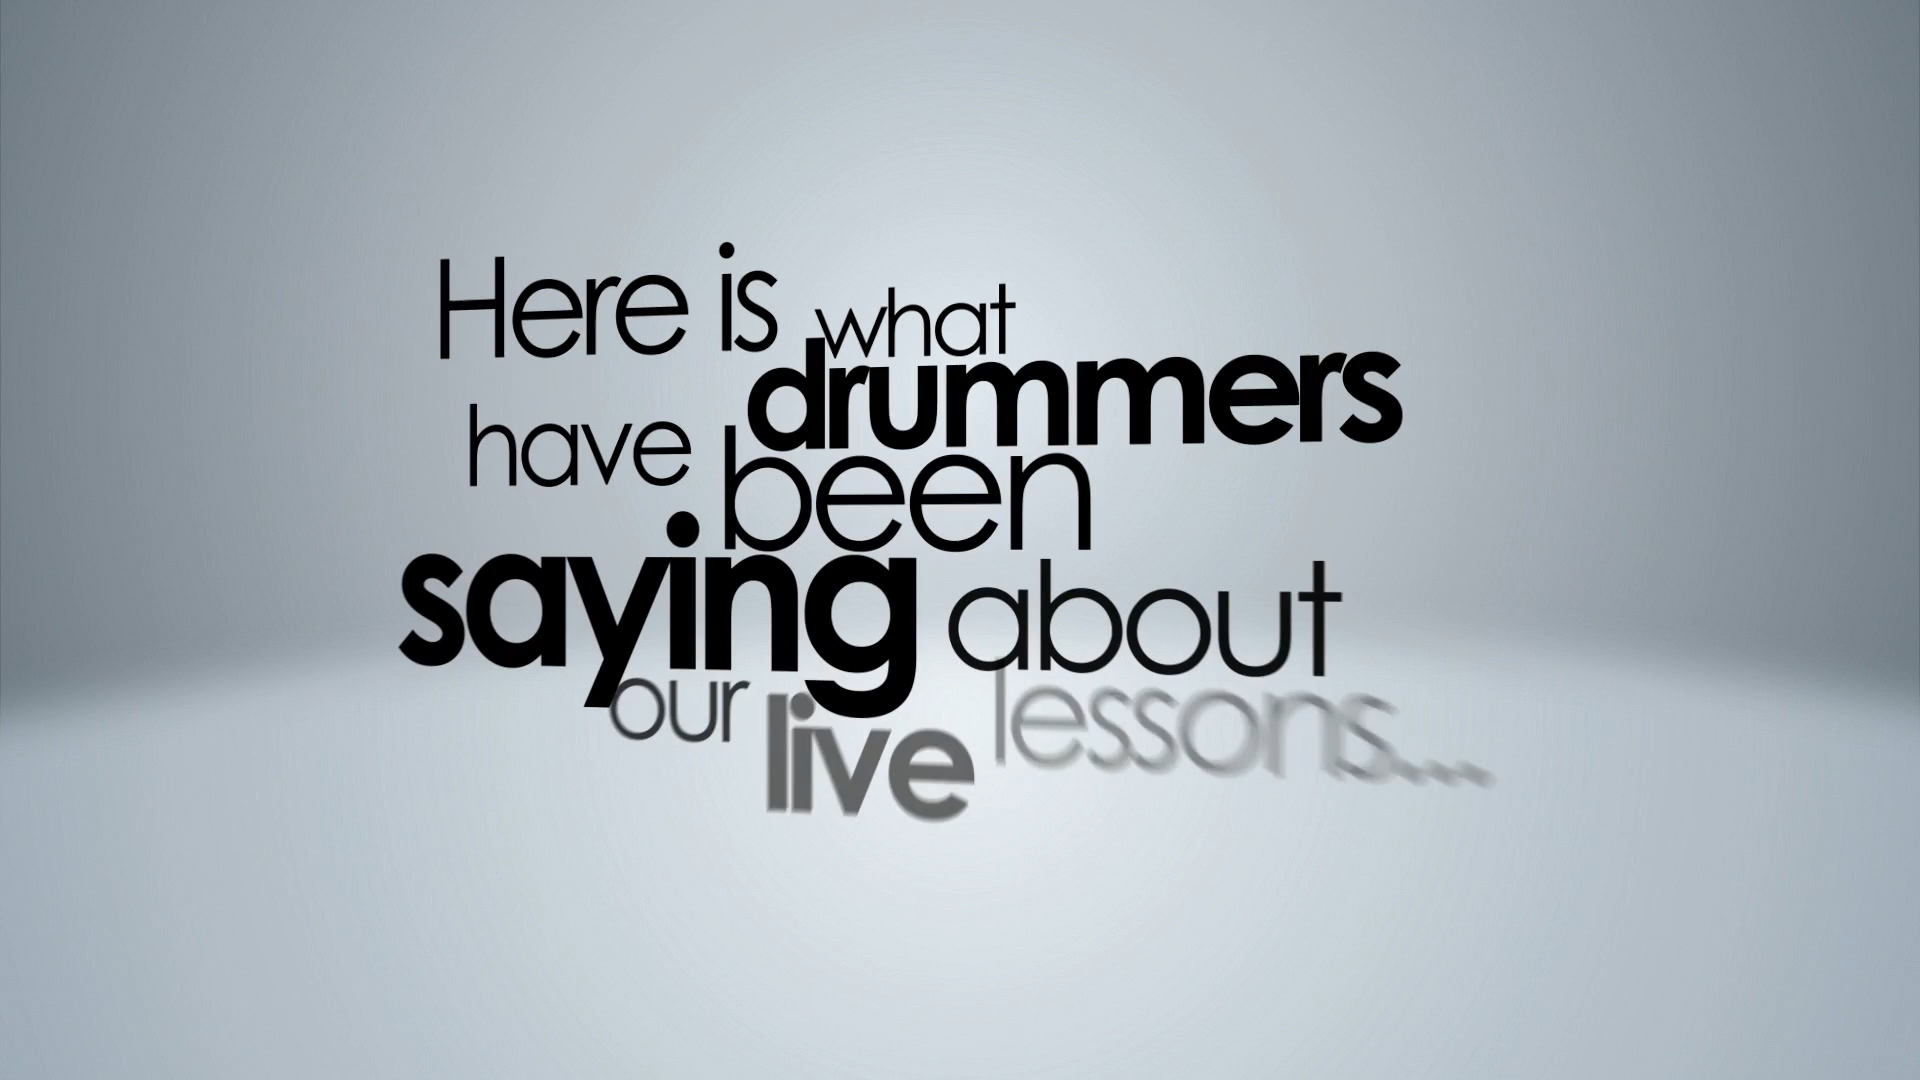 Here is what
drummers
have been
saying about
our live lessons...